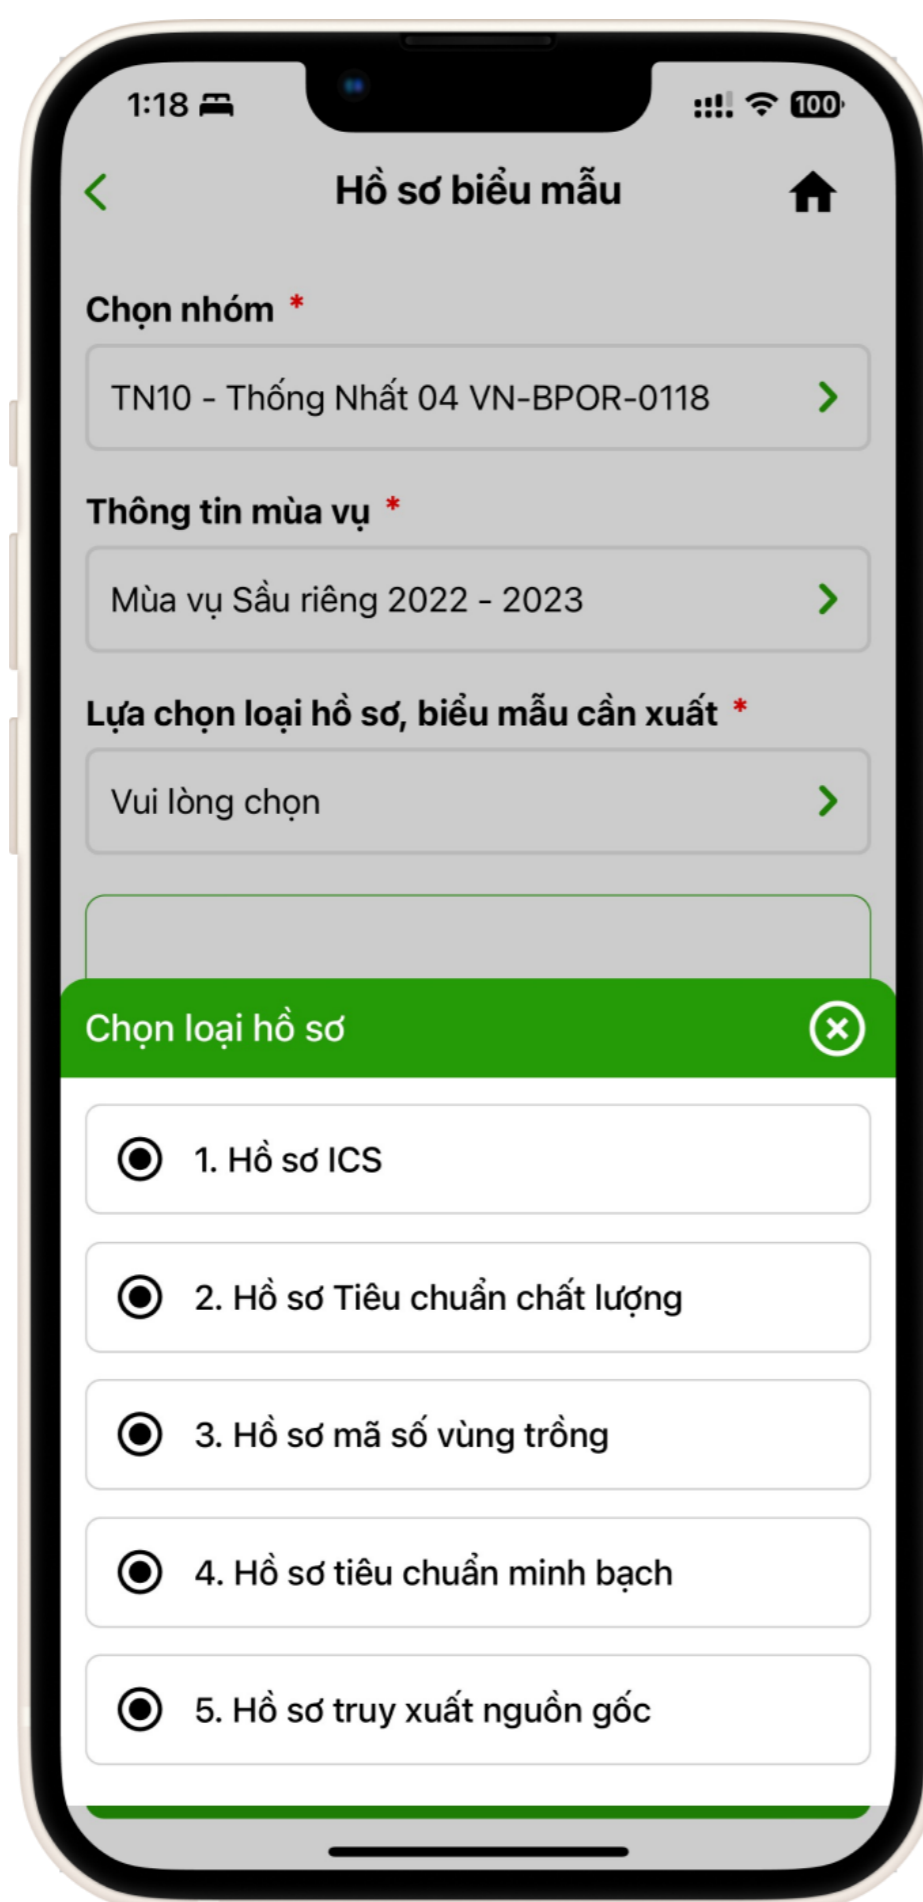 1:18
100
Hồ sơ biểu mẫu
Chọn nhóm *
TN10 - Thống Nhất 04 VN-BPOR-0118
Thông tin mùa vụ *
Mùa vụ Sầu riêng 2022 - 2023
Lựa chọn loại hồ sơ, biểu mẫu cần xuất *
Vui lòng chọn
Chọn loại hồ sơ
1. Hồ sơ ICS
2. Hồ sơ Tiêu chuẩn chất lượng
3. Hồ sơ mã số vùng trồng
4. Hồ sơ tiêu chuẩn minh bạch
5. Hồ sơ truy xuất nguồn gốc